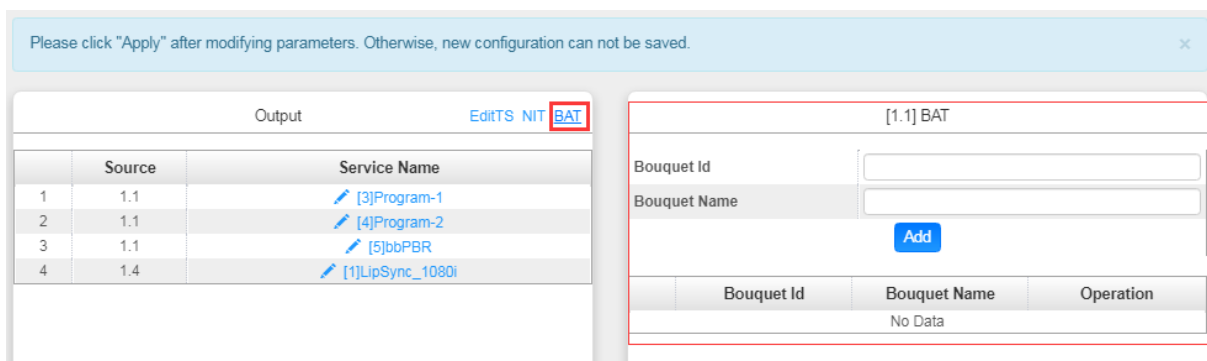 Please click "Apply" after modifying parameters. Otherwise, new configuration can not be saved. ×
Output EditTS NIT BAT
Source Service Name
1 1.1 [3]Program-1
2 1.1 [4]Program-2
3 1.1 [5]bbPBR
4 1.4 [1]LipSync_1080i
[1.1] BAT
Bouquet Id
Bouquet Name
Add
Bouquet Id Bouquet Name Operation
No Data